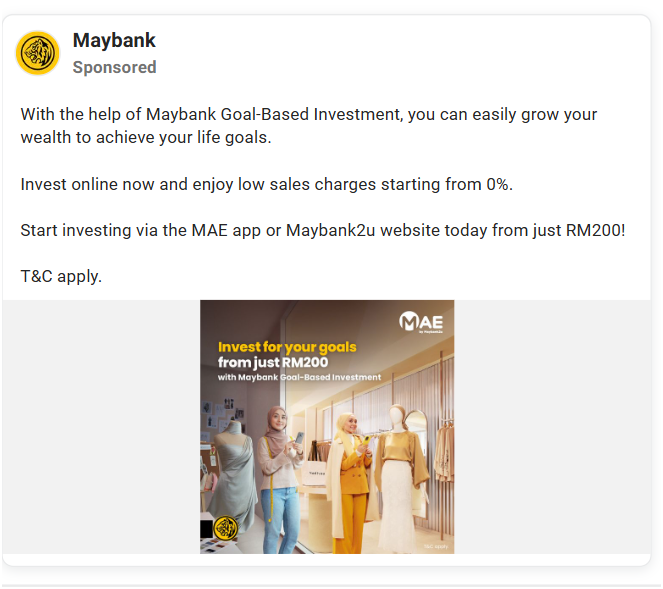 Maybank
Sponsored
With the help of Maybank Goal-Based Investment, you can easily grow your
wealth to achieve your life goals.
Invest online now and enjoy low sales charges starting from 0%.
Start investing via the MAE app or Maybank2u website today from just RM200!
T&C apply.
MAE
by Maybank2u
Invest for your goals
from just RM200
with Maybank Goal-Based Investment
T&C apply